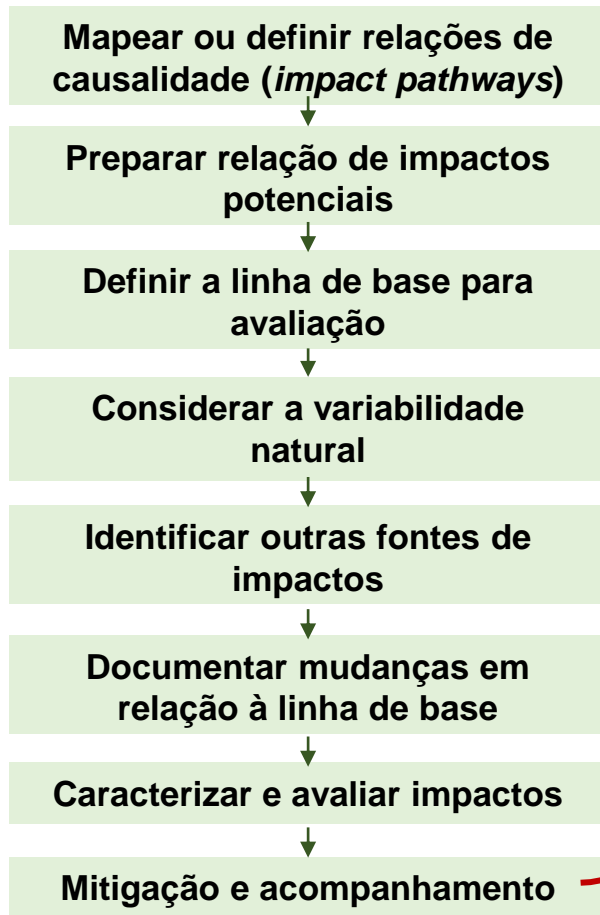 Mapear ou definir relações de
causalidade (impact pathways)
Preparar relação de impactos
potenciais
Definir a linha de base para
avaliação
Considerar a variabilidade
natural
Identificar outras fontes de
impactos
Documentar mudanças em
relação à linha de base
Caracterizar e avaliar impactos
Mitigação e acompanhamento